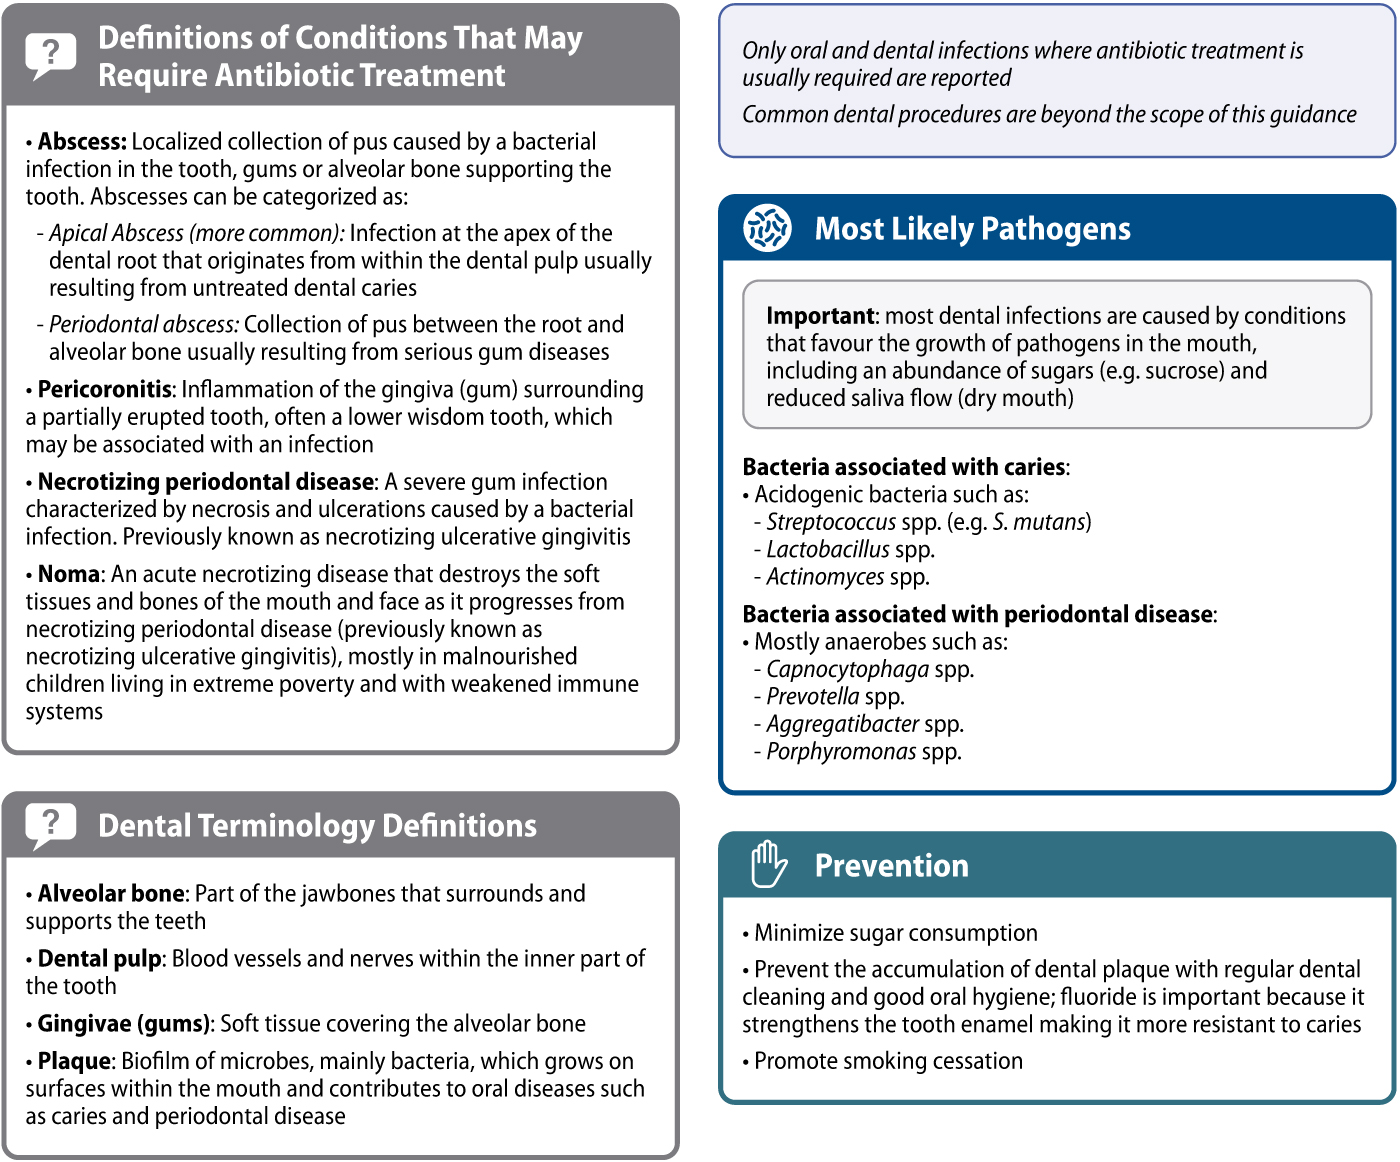 Definitions of Conditions That May
Require Antibiotic Treatment
• Abscess: Localized collection of pus caused by a bacterial
infection in the tooth, gums or alveolar bone supporting the
tooth. Abscesses can be categorized as:
- Apical Abscess (more common): Infection at the apex of the
dental root that originates from within the dental pulp usually
resulting from untreated dental caries
- Periodontal abscess: Collection of pus between the root and
alveolar bone usually resulting from serious gum diseases
• Pericoronitis: Inflammation of the gingiva (gum) surrounding
a partially erupted tooth, often a lower wisdom tooth, which
may be associated with an infection
• Necrotizing periodontal disease: A severe gum infection
characterized by necrosis and ulcerations caused by a bacterial
infection. Previously known as necrotizing ulcerative gingivitis
• Noma: An acute necrotizing disease that destroys the soft
tissues and bones of the mouth and face as it progresses from
necrotizing periodontal disease (previously known as
necrotizing ulcerative gingivitis), mostly in malnourished
children living in extreme poverty and with weakened immune
systems
Dental Terminology Definitions
• Alveolar bone: Part of the jawbones that surrounds and
supports the teeth
• Dental pulp: Blood vessels and nerves within the inner part of
the tooth
• Gingivae (gums): Soft tissue covering the alveolar bone
• Plaque: Biofilm of microbes, mainly bacteria, which grows on
surfaces within the mouth and contributes to oral diseases such
as caries and periodontal disease
Only oral and dental infections where antibiotic treatment is
usually required are reported
Common dental procedures are beyond the scope of this guidance
Most Likely Pathogens
Important: most dental infections are caused by conditions
that favour the growth of pathogens in the mouth,
including an abundance of sugars (e.g. sucrose) and
reduced saliva flow (dry mouth)
Bacteria associated with caries:
• Acidogenic bacteria such as:
- Streptococcus spp. (e.g. S. mutans)
- Lactobacillus spp.
- Actinomyces spp.
Bacteria associated with periodontal disease:
• Mostly anaerobes such as:
- Capnocytophaga spp.
- Prevotella spp.
- Aggregatibacter spp.
- Porphyromonas spp.
Prevention
• Minimize sugar consumption
• Prevent the accumulation of dental plaque with regular dental
cleaning and good oral hygiene; fluoride is important because it
strengthens the tooth enamel making it more resistant to caries
• Promote smoking cessation